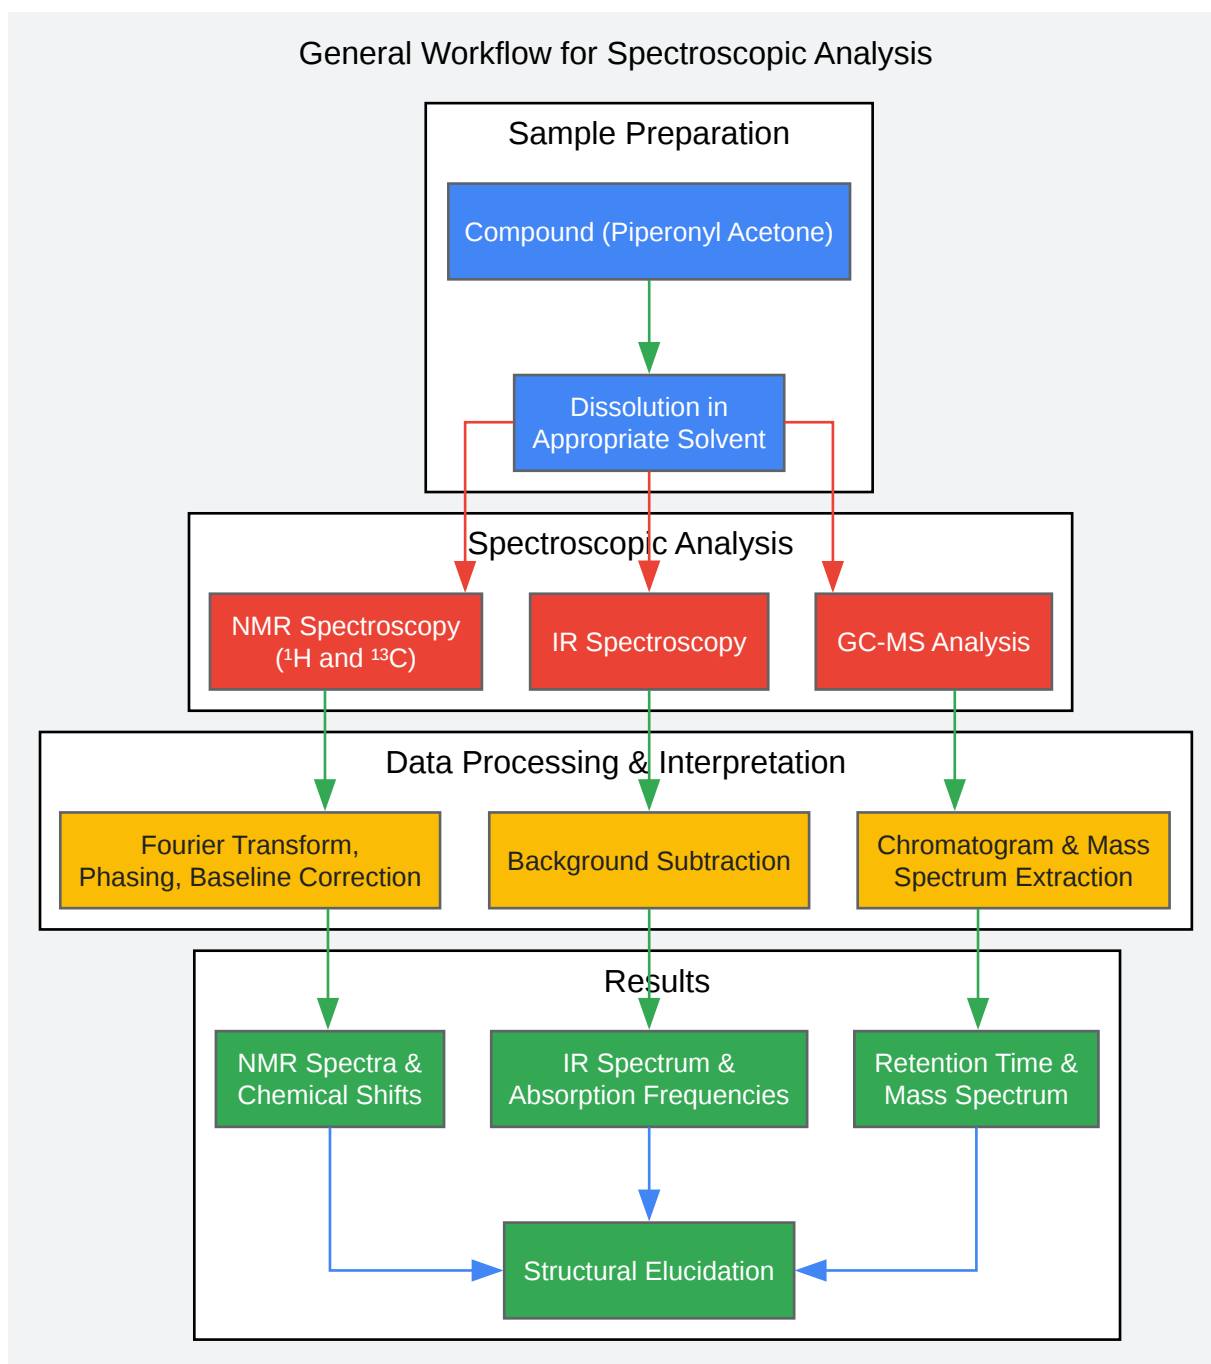 General Workflow for Spectroscopic Analysis
Sample Preparation
Compound (Piperonyl Acetone)
Dissolution in
Appropriate Solvent
Spectroscopic Analysis
NMR Spectroscopy
(¹H and ¹³C)
IR Spectroscopy
GC-MS Analysis
Data Processing & Interpretation
Fourier Transform,
Phasing, Baseline Correction
Background Subtraction
Chromatogram & Mass
Spectrum Extraction
Results
NMR Spectra &
Chemical Shifts
IR Spectrum &
Absorption Frequencies
Retention Time &
Mass Spectrum
Structural Elucidation